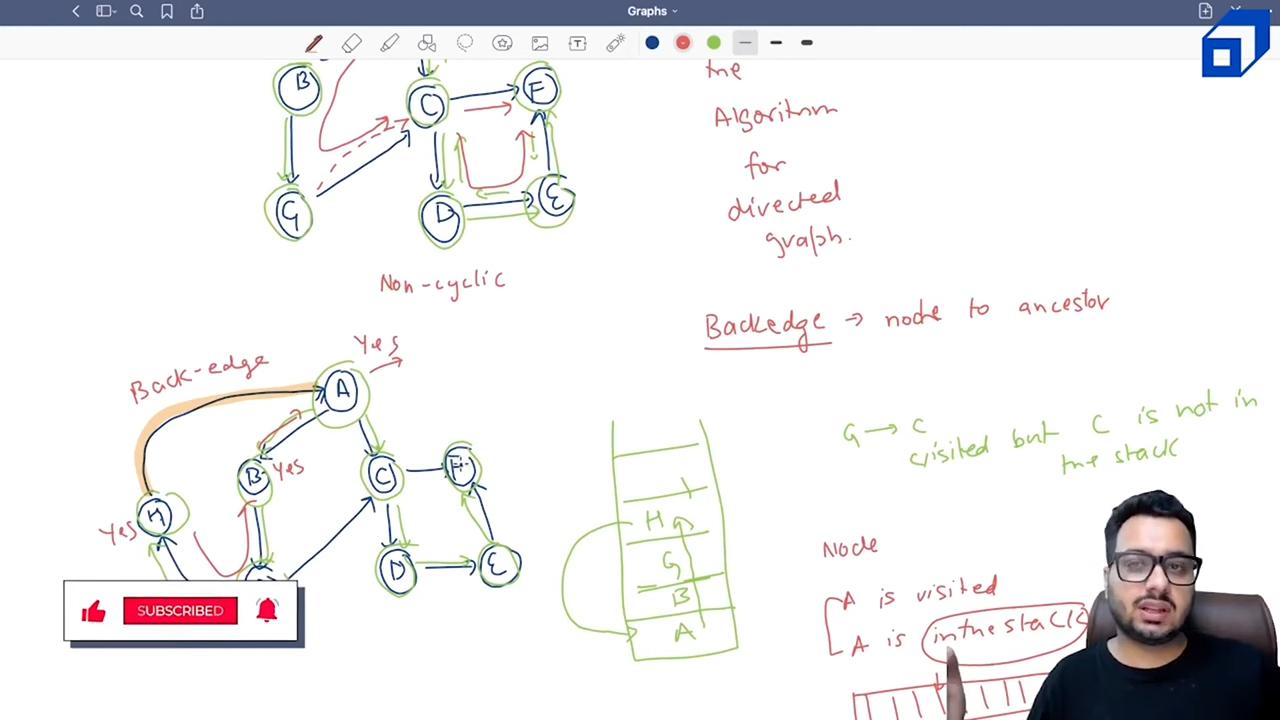 Graphs
T
the
Algorithm
for
directed
graph.
B
C
F
G
D
E
Non-cyclic
Backedge → node to ancestor
Yes
Back-edge
A
G → C
visited but C is not in
the stack
B
Yes
C
F
H
Yes
D
E
H
G
B
A
Node
A is visited
A is in the stack
SUBSCRIBED